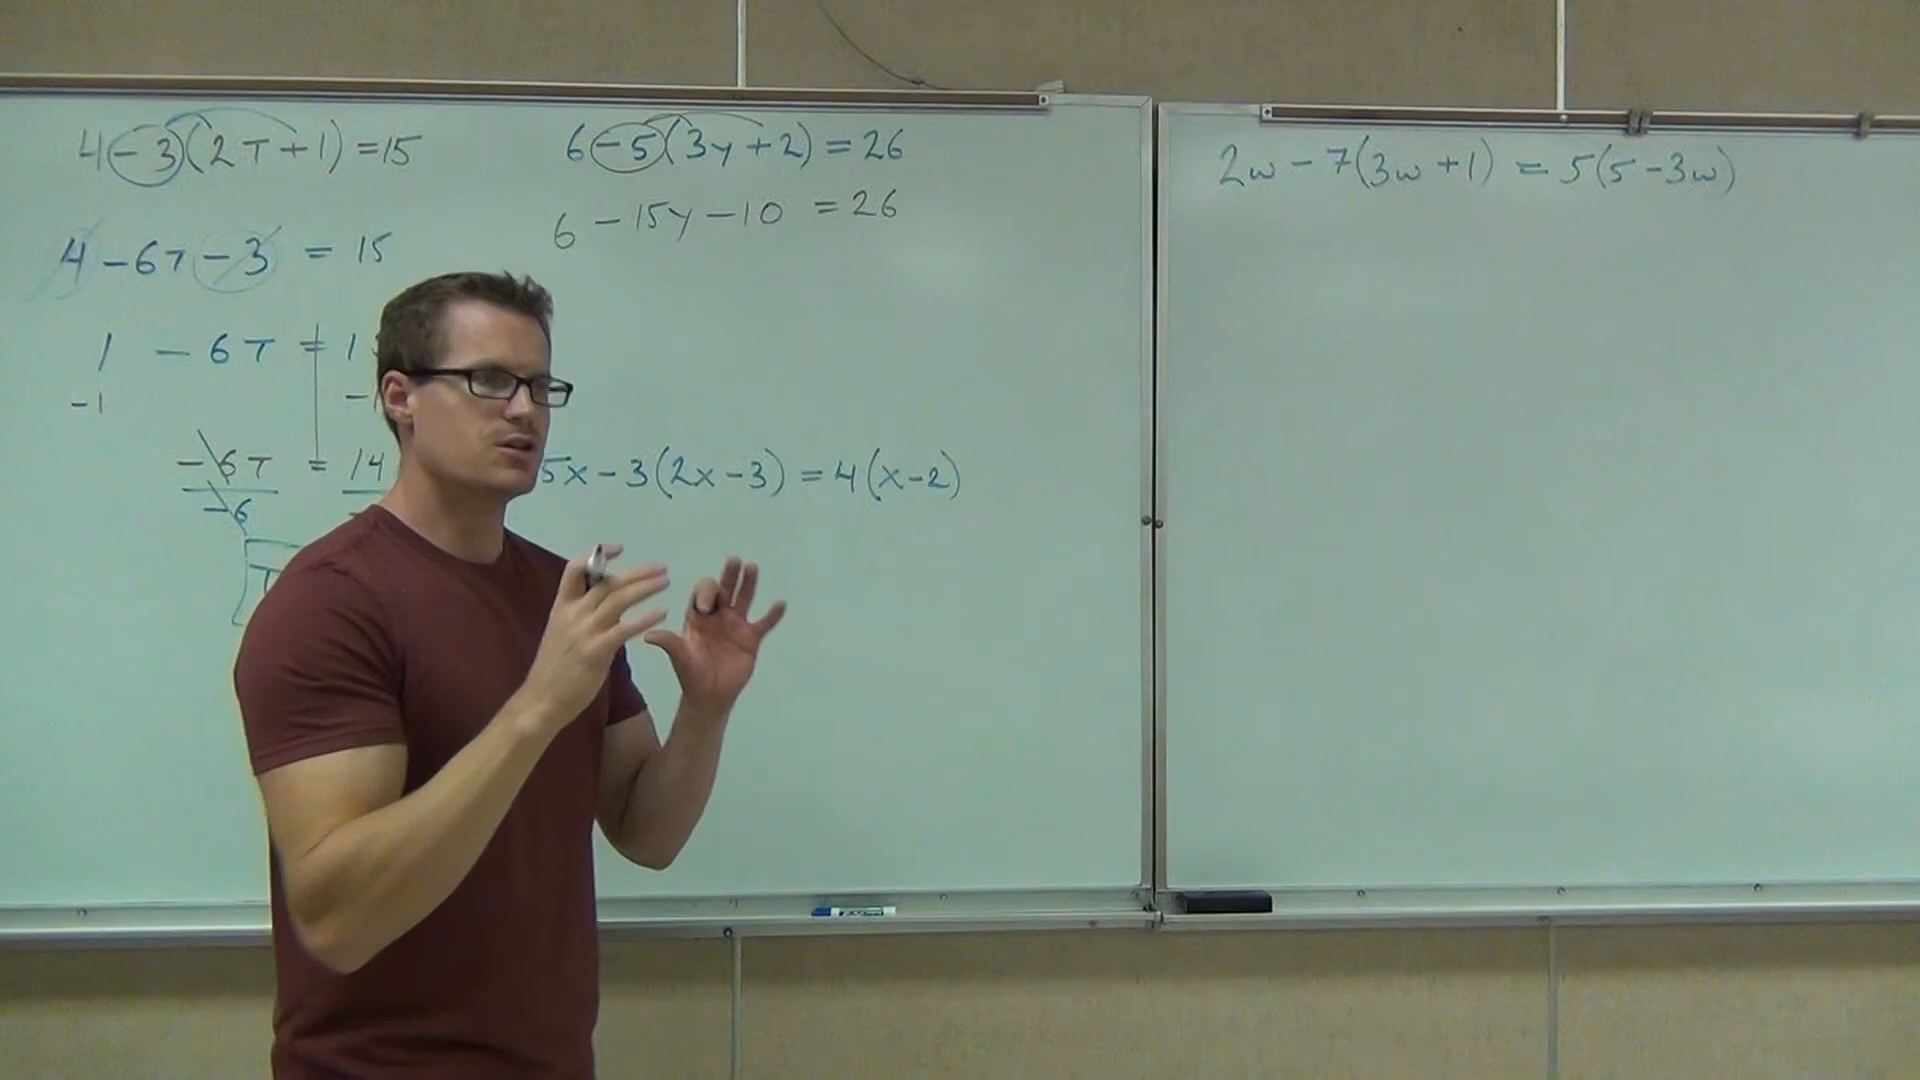 4-3(2T+1)=15
4-6T-3 = 15
1 - 6T = 1
-1 -1
-6T = 14
-6
T
6-5(3y+2)=26
6-15y-10 =26
5x-3(2x-3)=4(x-2)
2w-7(3w+1) =5(5-3w)